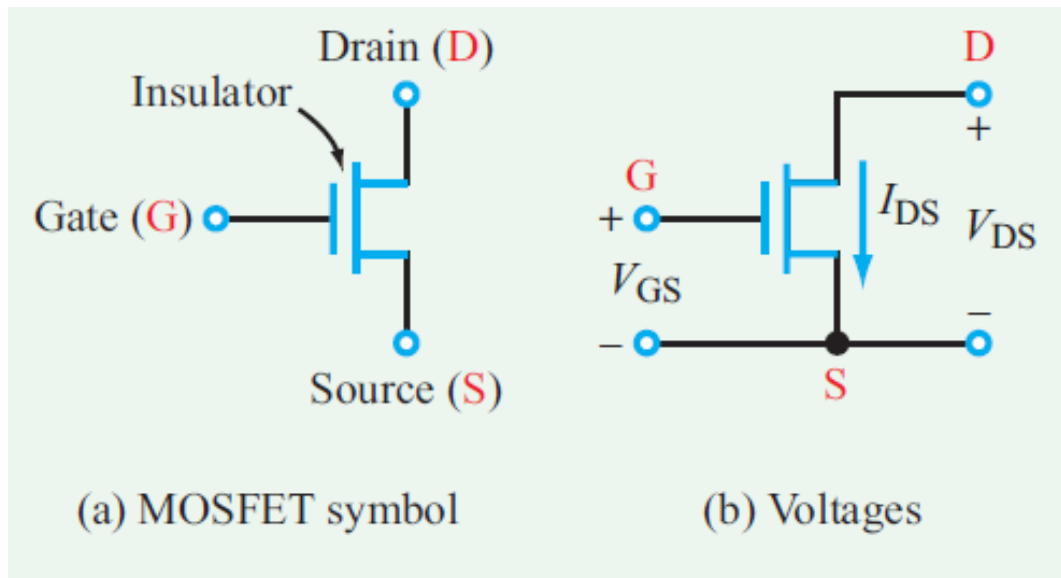 Drain (D)
Insulator
Gate (G)
Source (S)
(a) MOSFET symbol
D
+
G
+
I_DS
V_DS
V_GS
–
–
S
(b) Voltages